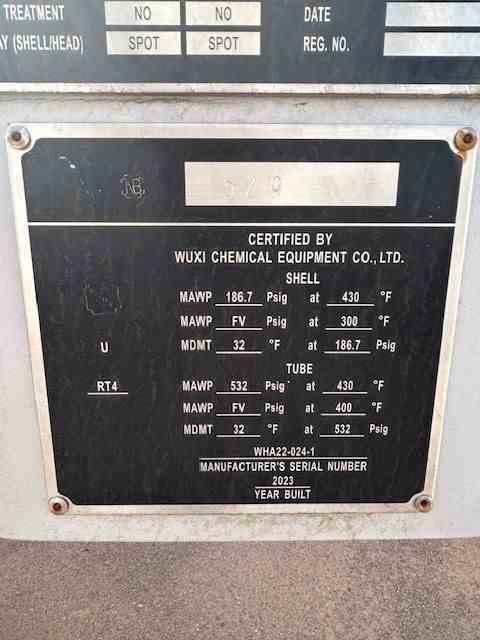 TREATMENT NO NO DATE
AY (SHELL/HEAD) SPOT SPOT REG. NO.
NB 529
CERTIFIED BY
WUXI CHEMICAL EQUIPMENT CO., LTD.
SHELL
MAWP 186.7 Psig at 430 °F
MAWP FV Psig at 300 °F
MDMT 32 °F at 186.7 Psig
U
TUBE
RT4
MAWP 532 Psig at 430 °F
MAWP FV Psig at 400 °F
MDMT 32 °F at 532 Psig
WHA22-024-1
MANUFACTURER'S SERIAL NUMBER
2023
YEAR BUILT